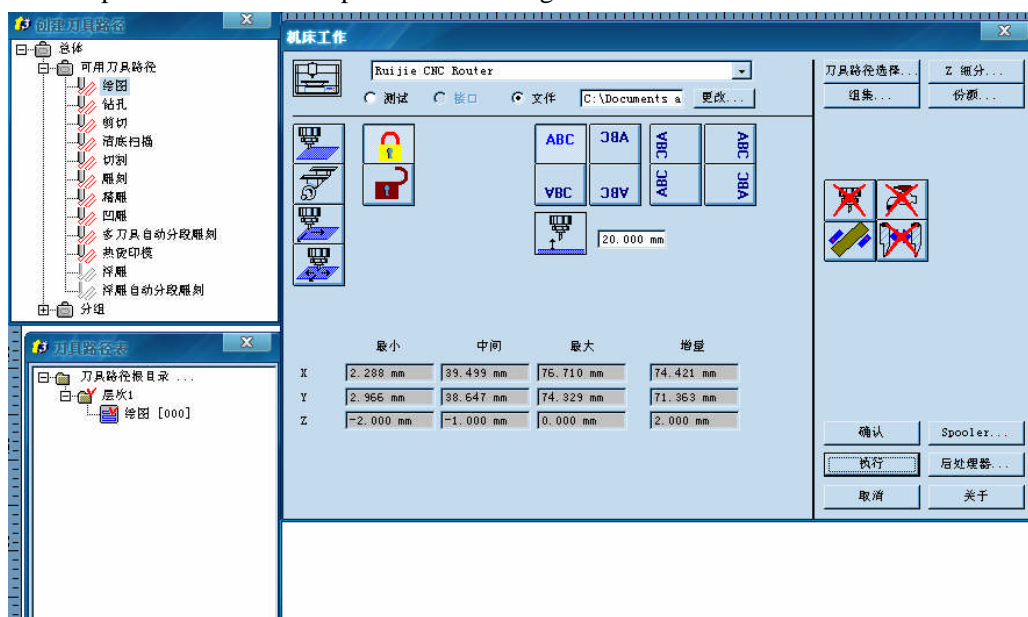 创建刀具路径
总体
可用刀具路径
绘图
钻孔
剪切
清底扫描
切割
雕刻
精雕
凹雕
多刀具自动分段雕刻
热烫印模
浮雕
浮雕自动分段雕刻
分组
刀具路径表
刀具路径根目录 ...
层次1
绘图 [000]
机床工作
Ruijie CNC Router
测试 接口 文件 C:\Documents a 更改...
ABC ABC ABC ABC
ABC ABC ABC ABC
20.000 mm
最小 中间 最大 增量
X 2.288 mm 39.499 mm 76.710 mm 74.421 mm
Y 2.966 mm 38.647 mm 74.329 mm 71.363 mm
Z -2.000 mm -1.000 mm 0.000 mm 2.000 mm
刀具路径选择... Z 细分...
组集... 份额...
确认 Spooler...
执行 后处理器...
取消 关于